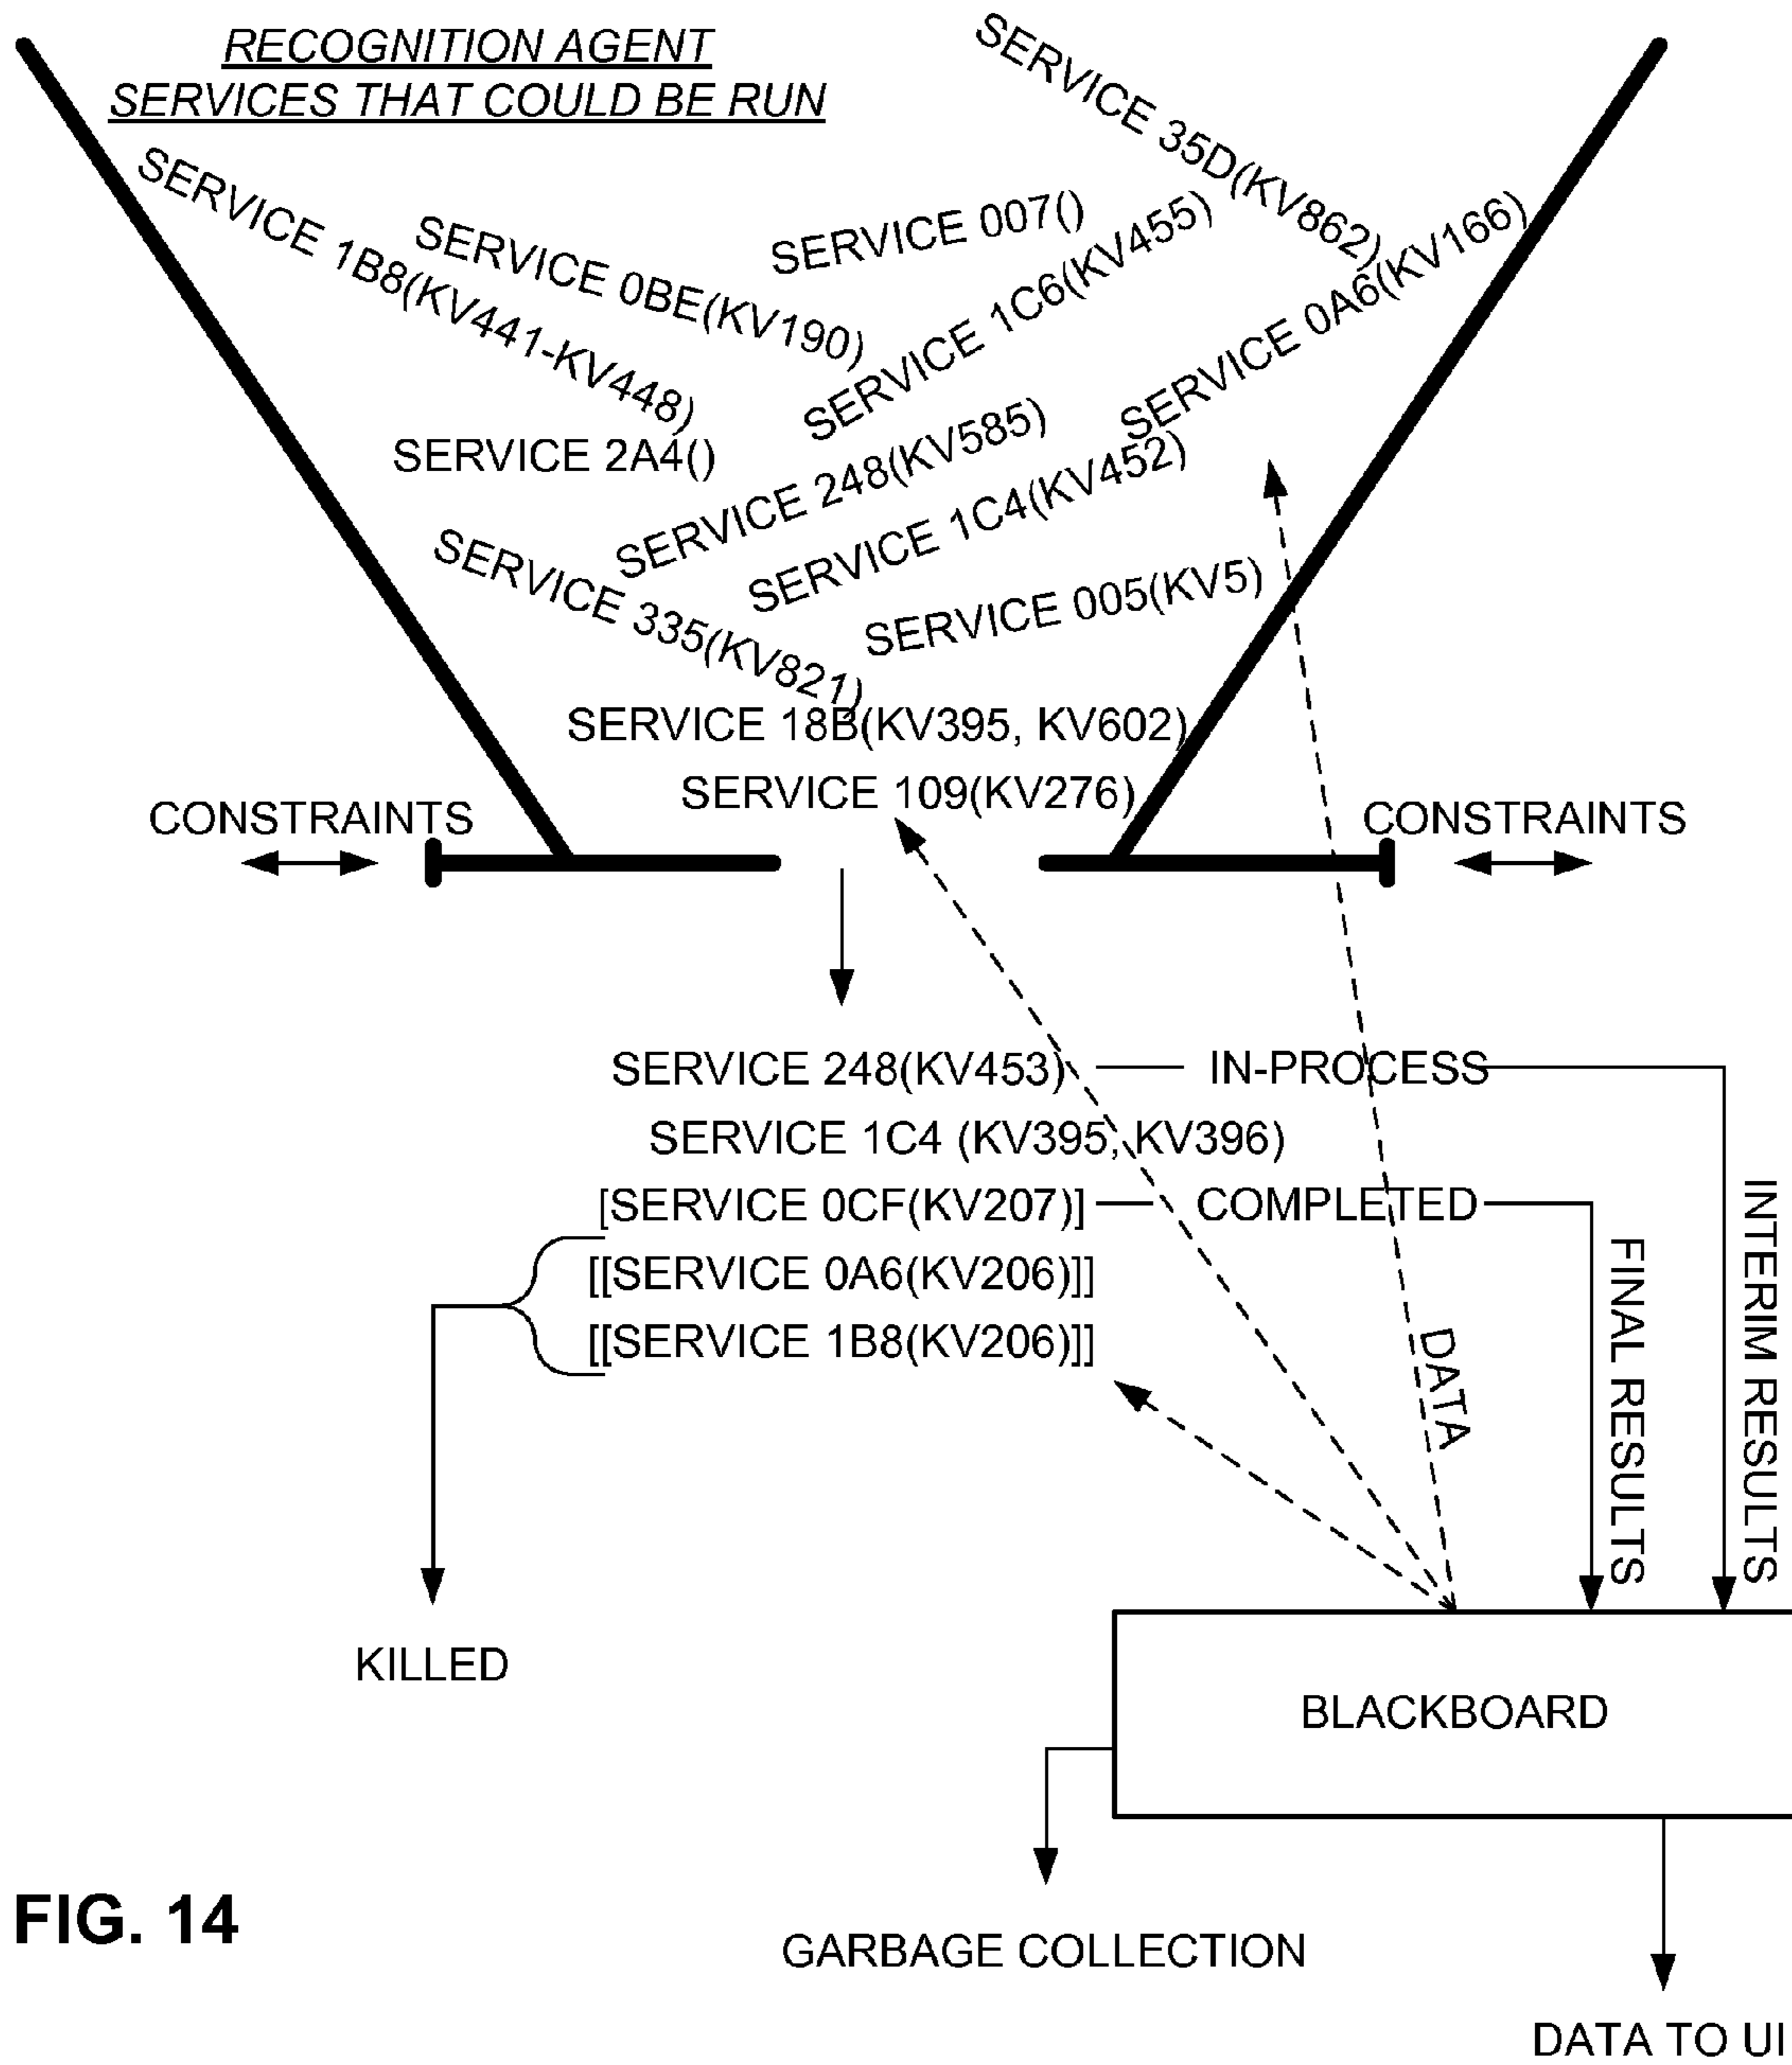 RECOGNITION AGENT
SERVICES THAT COULD BE RUN
SERVICE 35D(KV862)
SERVICE 1B8(KV441-KV448)
SERVICE 0BE(KV190)
SERVICE 007()
SERVICE 1C6(KV455)
SERVICE 0A6(KV166)
SERVICE 2A4()
SERVICE 248(KV585)
SERVICE 1C4(KV452)
SERVICE 335(KV821)
SERVICE 005(KV5)
SERVICE 18B(KV395, KV602)
SERVICE 109(KV276)
CONSTRAINTS
CONSTRAINTS
SERVICE 248(KV453)
IN-PROCESS
SERVICE 1C4 (KV395, KV396)
[SERVICE 0CF(KV207)]
COMPLETED
[[SERVICE 0A6(KV206)]]
[[SERVICE 1B8(KV206)]]
DATA
FINAL RESULTS
INTERIM RESULTS
KILLED
BLACKBOARD
FIG. 14
GARBAGE COLLECTION
DATA TO UI